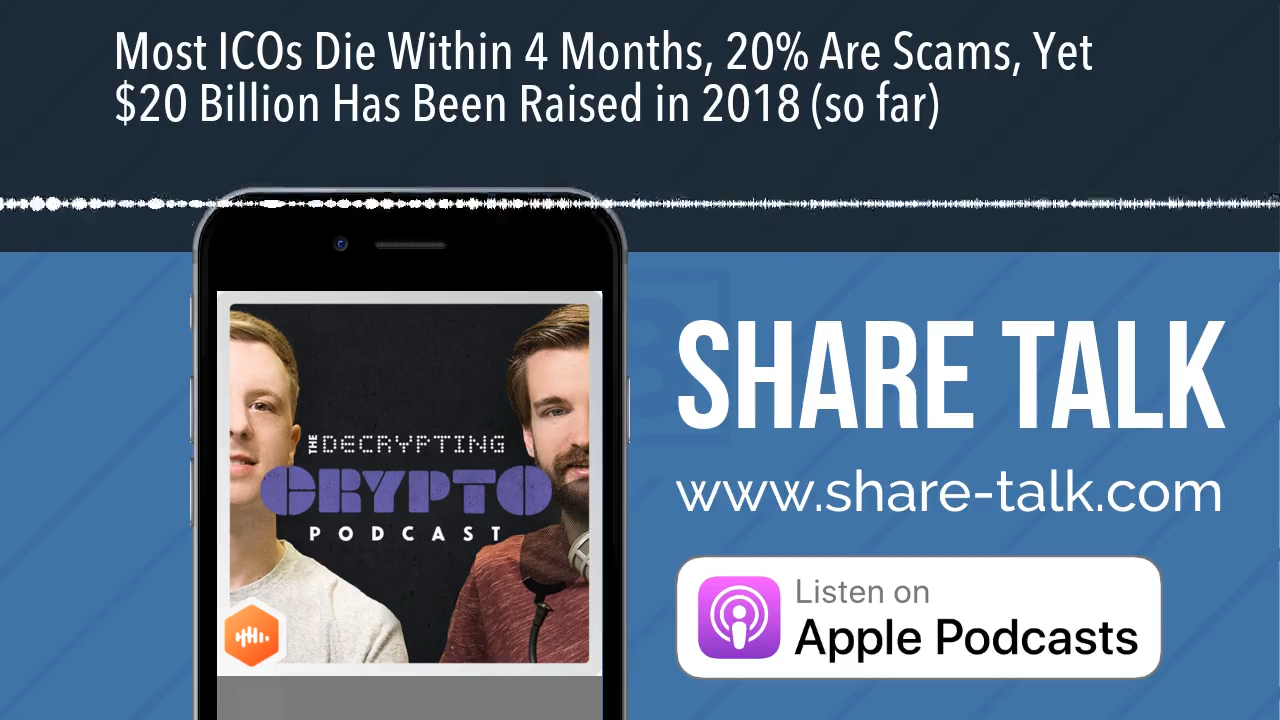 Most ICOs Die Within 4 Months, 20% Are Scams, Yet
$20 Billion Has Been Raised in 2018 (so far)
THE DECRYPTING
CRYPTO
PODCAST
SHARE TALK
www.share-talk.com
Listen on
Apple Podcasts